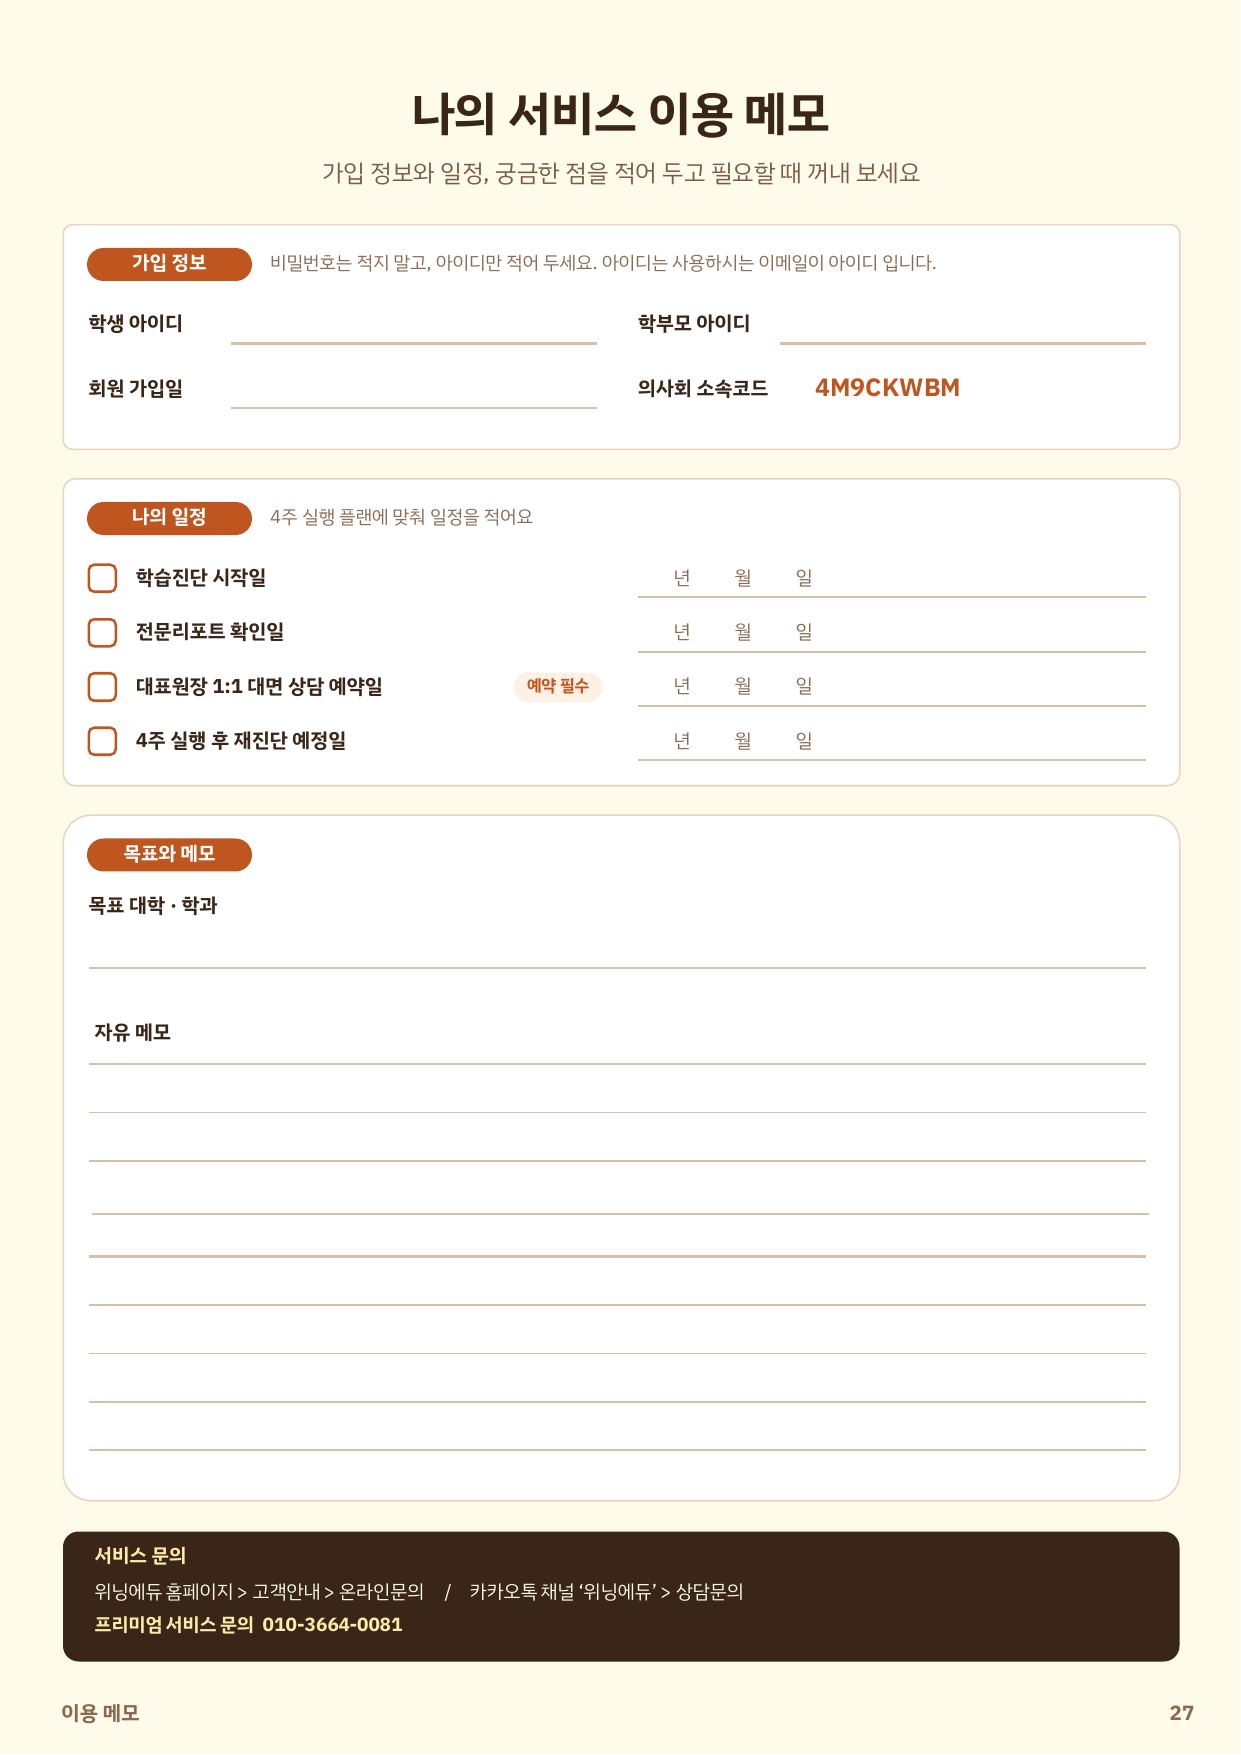 나의 서비스 이용 메모
가입 정보와 일정, 궁금한 점을 적어 두고 필요할 때 꺼내 보세요
가입 정보 비밀번호는 적지 말고, 아이디만 적어 두세요. 아이디는 사용하시는 이메일이 아이디 입니다.
학생 아이디 학부모 아이디
회원 가입일 의사회 소속코드 4M9CKWBM
나의 일정 4주 실행 플랜에 맞춰 일정을 적어요
학습진단 시작일 년 월 일
전문리포트 확인일 년 월 일
대표원장 1:1 대면 상담 예약일 예약 필수 년 월 일
4주 실행 후 재진단 예정일 년 월 일
목표와 메모
목표 대학 · 학과
자유 메모
서비스 문의
위닝에듀 홈페이지 > 고객안내 > 온라인문의 / 카카오톡 채널 ‘위닝에듀’ > 상담문의
프리미엄 서비스 문의 010-3664-0081
이용 메모 27